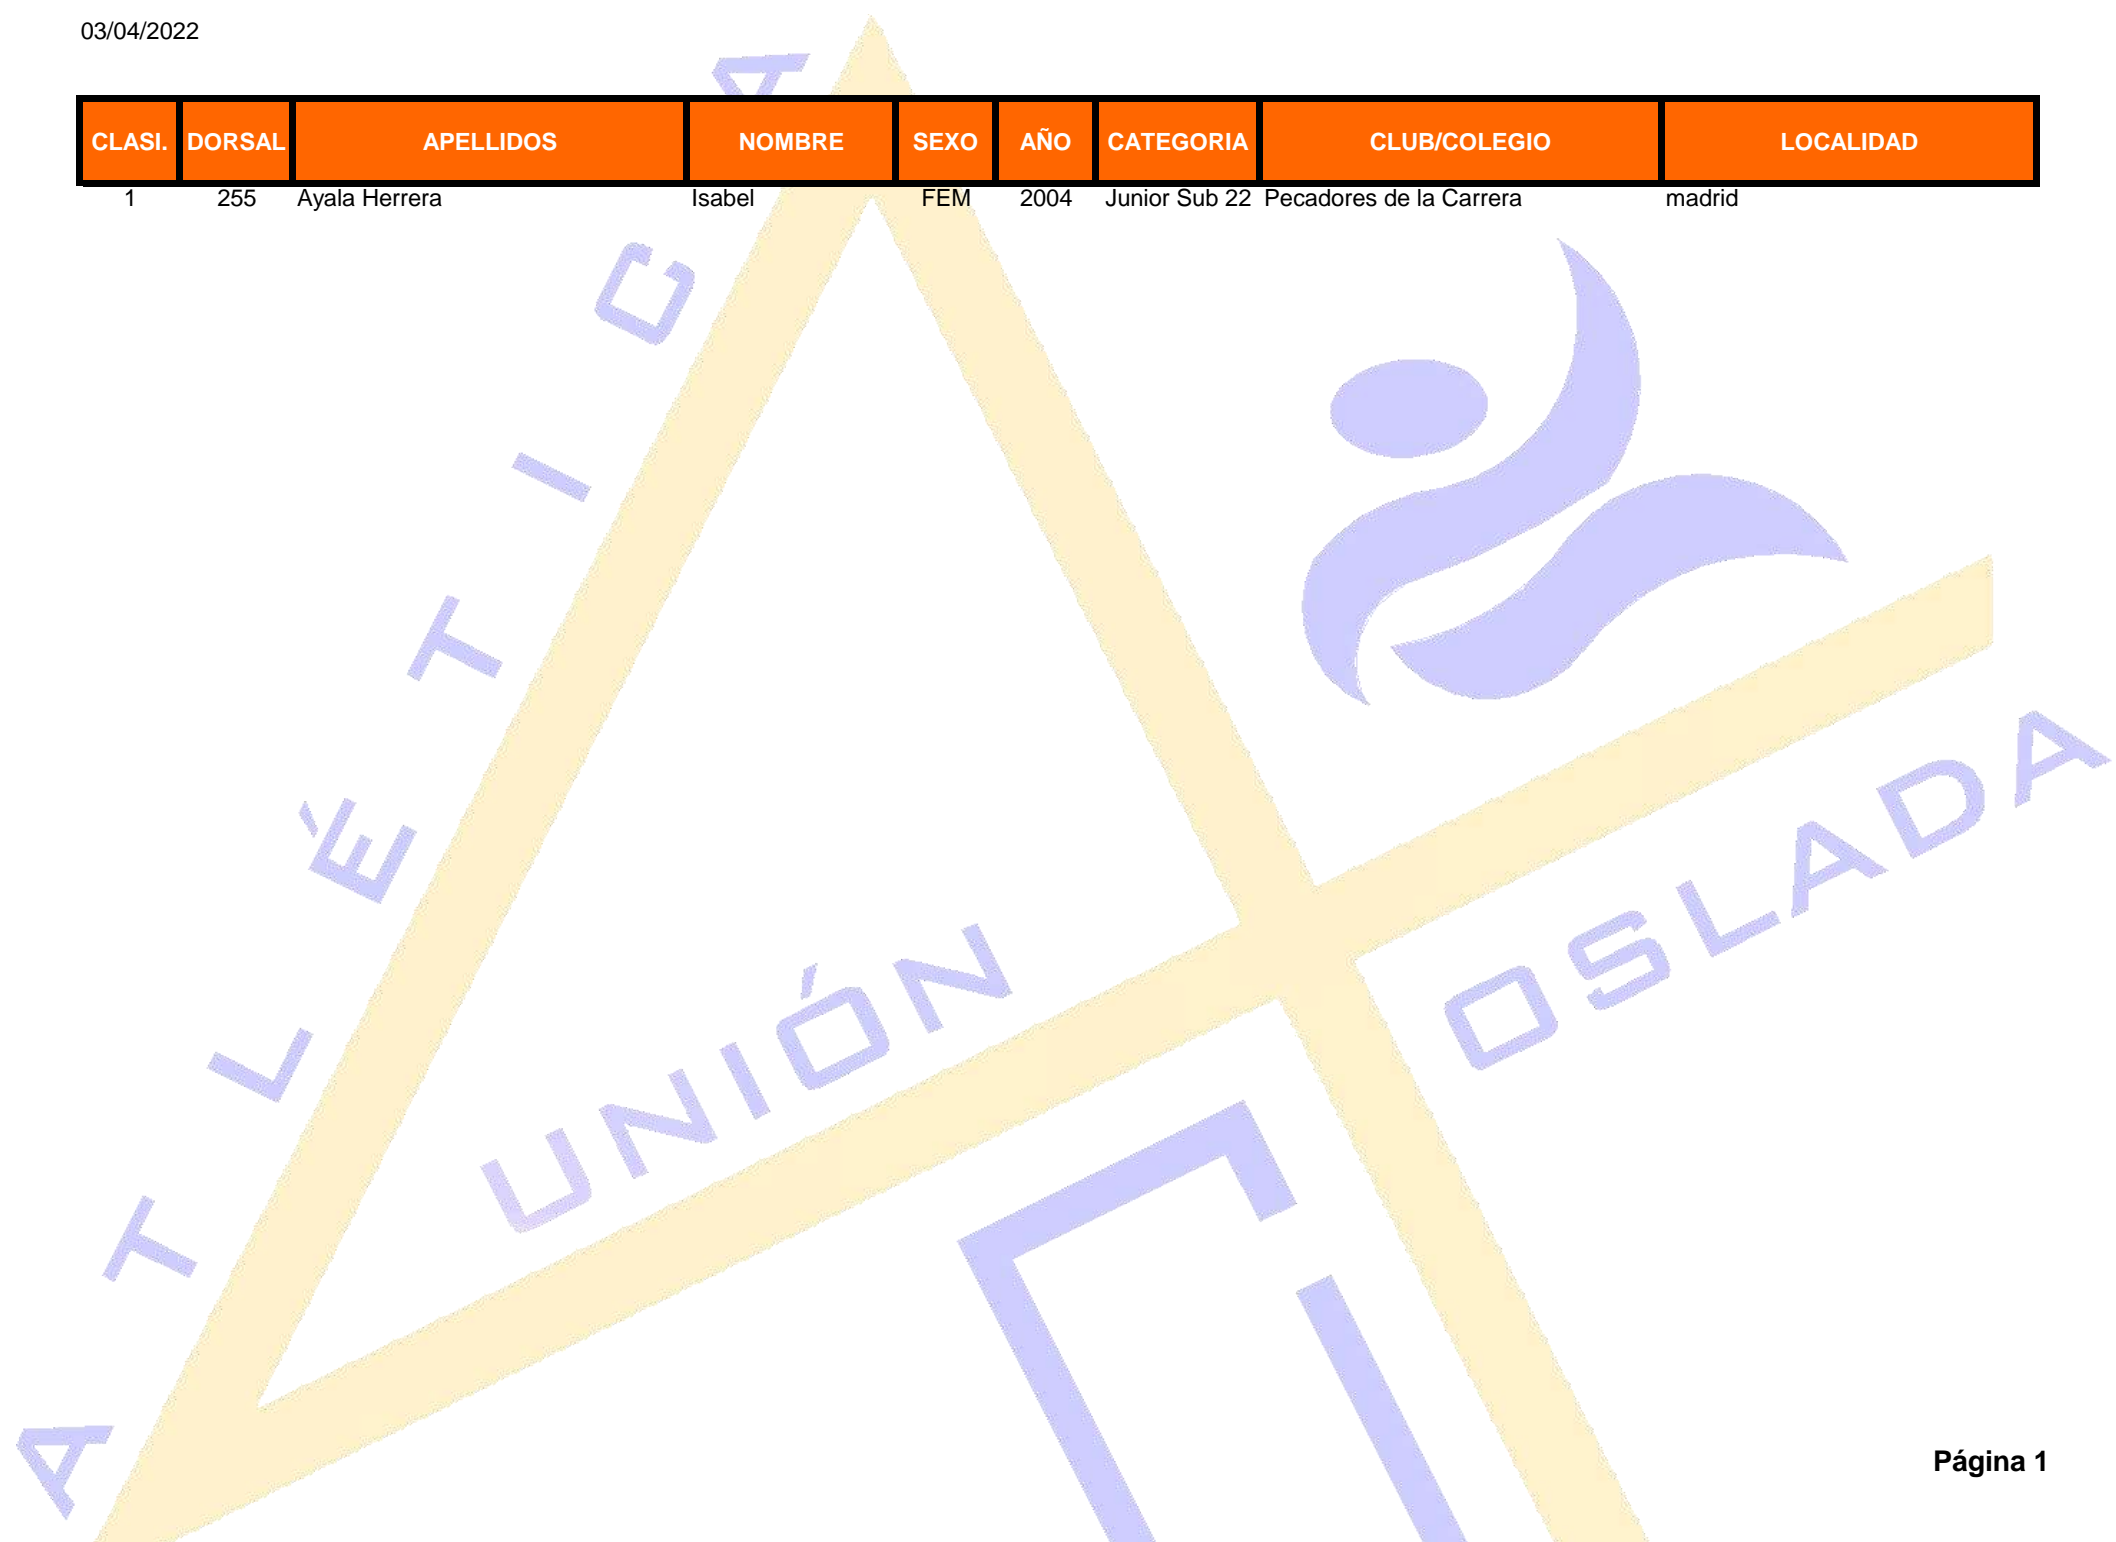 03/04/2022
CLASI. DORSAL APELLIDOS NOMBRE SEXO AÑO CATEGORIA CLUB/COLEGIO LOCALIDAD
1 255 Ayala Herrera Isabel FEM 2004 Junior Sub 22 Pecadores de la Carrera madrid
ATLÉTICA
UNIÓN
OSLADA
Página 1